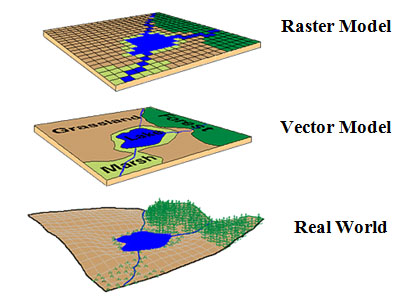 Raster Model
Grassland
Forest
Lake
Marsh
Vector Model
Real World